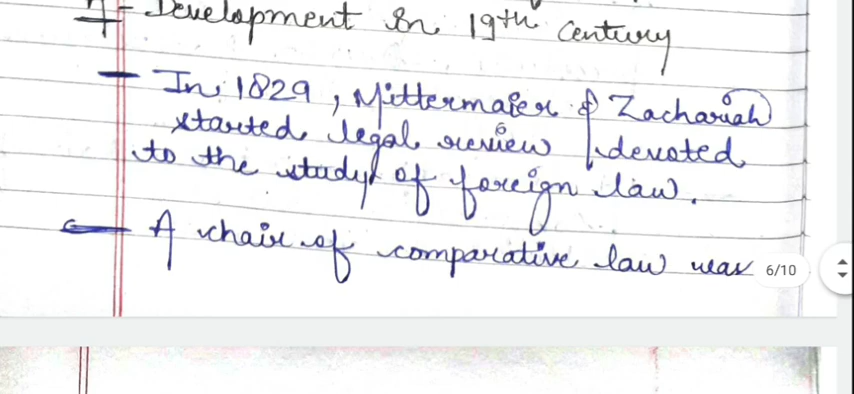 Development in 19th century
- In 1829, Mittermaier & Zachariah
started legal review devoted
to the study of foreign law.
- A chair of comparative law was
6/10